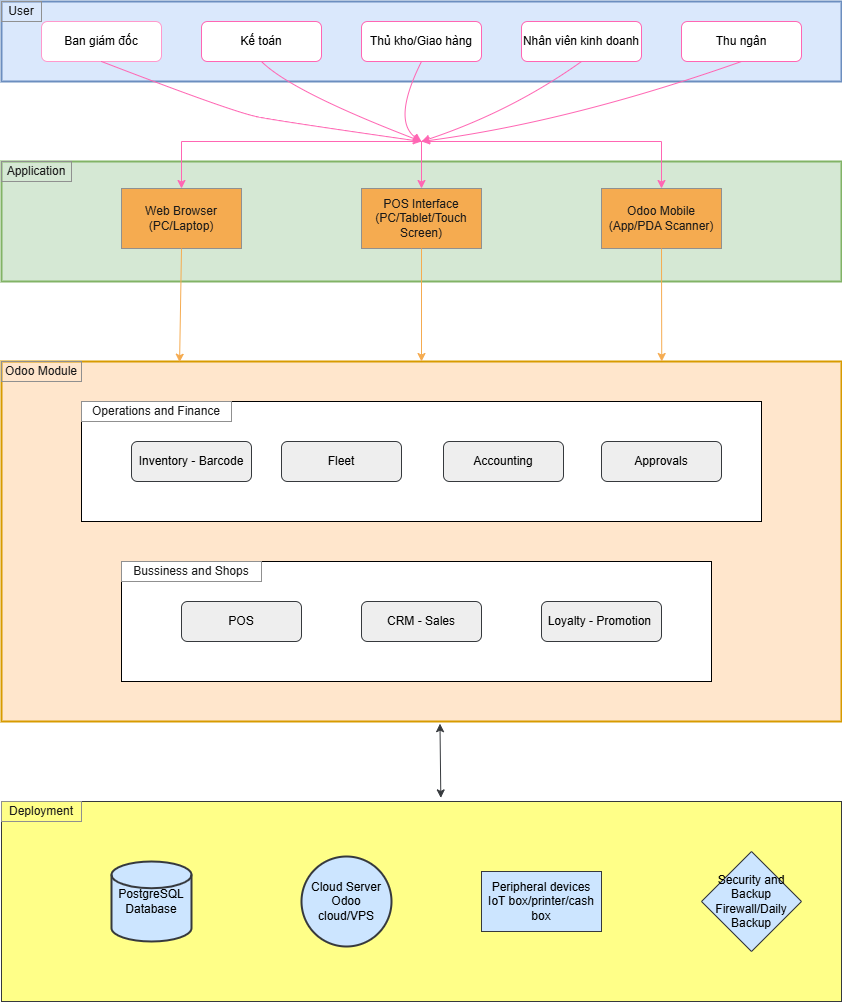 User
Ban giám đốc
Kế toán
Thủ kho/Giao hàng
Nhân viên kinh doanh
Thu ngân
Application
Web Browser
(PC/Laptop)
POS Interface
(PC/Tablet/Touch
Screen)
Odoo Mobile
(App/PDA Scanner)
Odoo Module
Operations and Finance
Inventory - Barcode
Fleet
Accounting
Approvals
Bussiness and Shops
POS
CRM - Sales
Loyalty - Promotion
Deployment
PostgreSQL
Database
Cloud Server
Odoo
cloud/VPS
Peripheral devices
IoT box/printer/cash
box
Security and
Backup
Firewall/Daily
Backup